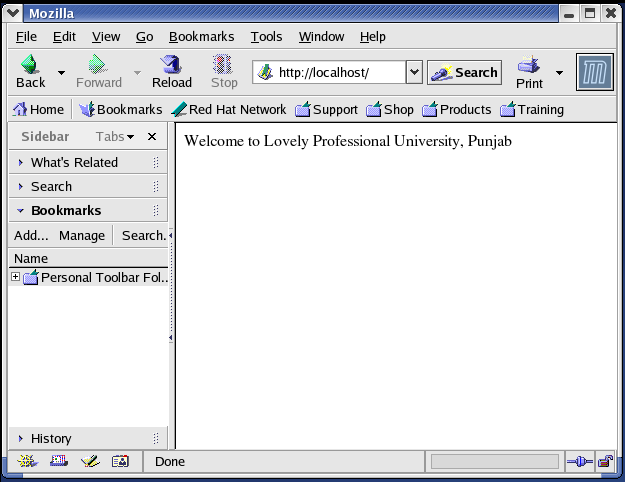 Mozilla
File Edit View Go Bookmarks Tools Window Help
Back Forward Reload Stop http://localhost/ Search Print
Home Bookmarks Red Hat Network Support Shop Products Training
Sidebar Tabs
What's Related
Search
Bookmarks
Add... Manage Search.
Name
Personal Toolbar Fol..
History
Welcome to Lovely Professional University, Punjab
Done